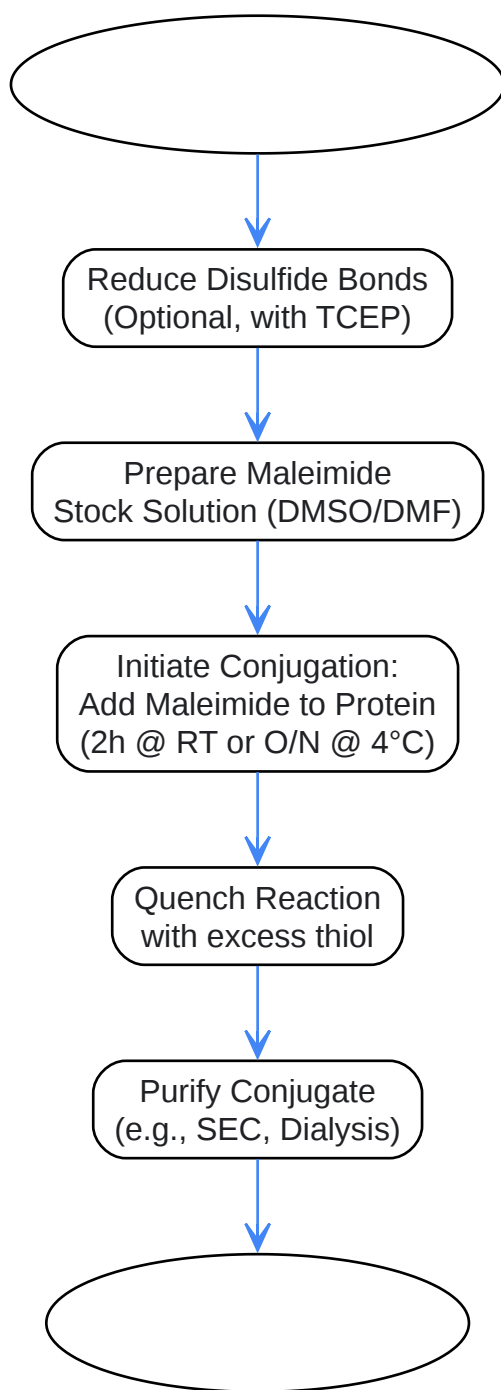 Reduce Disulfide Bonds
(Optional, with TCEP)
Prepare Maleimide
Stock Solution (DMSO/DMF)
Initiate Conjugation:
Add Maleimide to Protein
(2h @ RT or O/N @ 4°C)
Quench Reaction
with excess thiol
Purify Conjugate
(e.g., SEC, Dialysis)